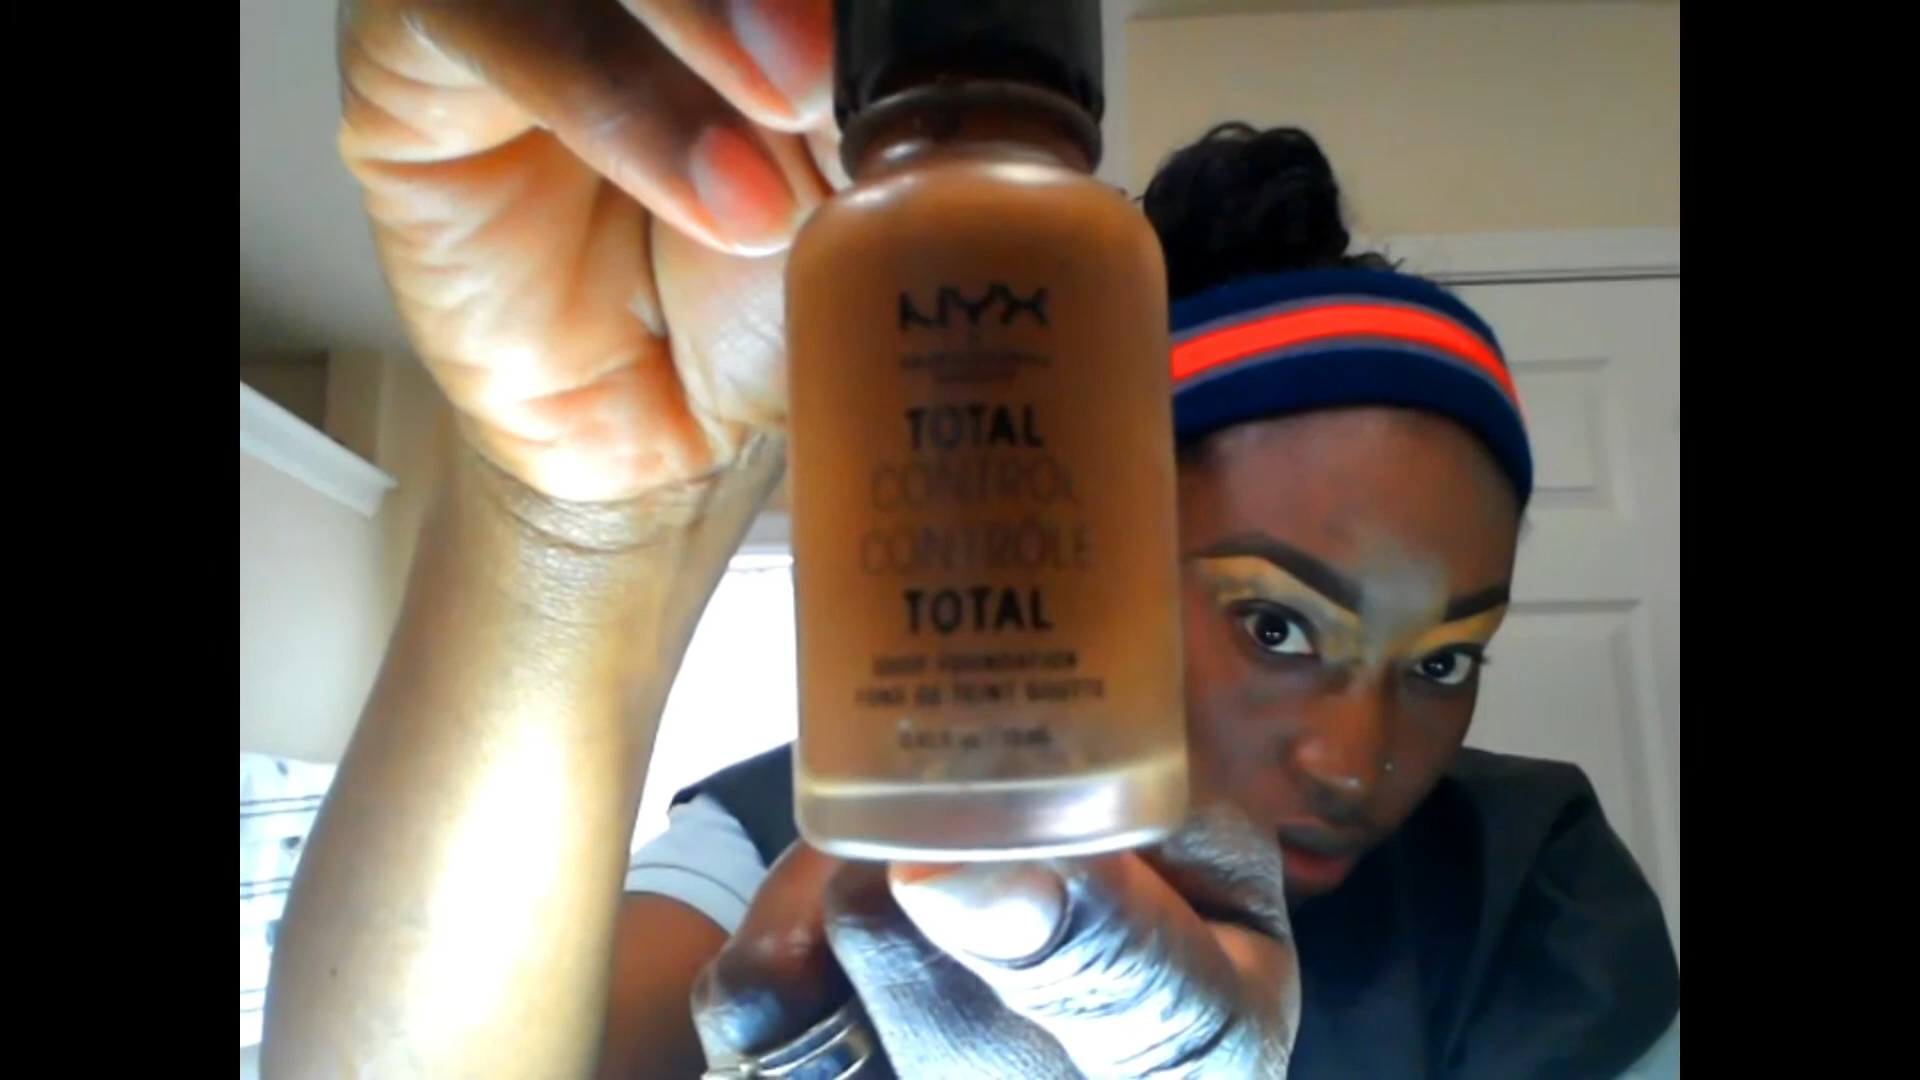 NYX
TOTAL
CONTROL
CONTRÔLE
TOTAL
DROP FOUNDATION
FOND DE TEINT GOUTTE